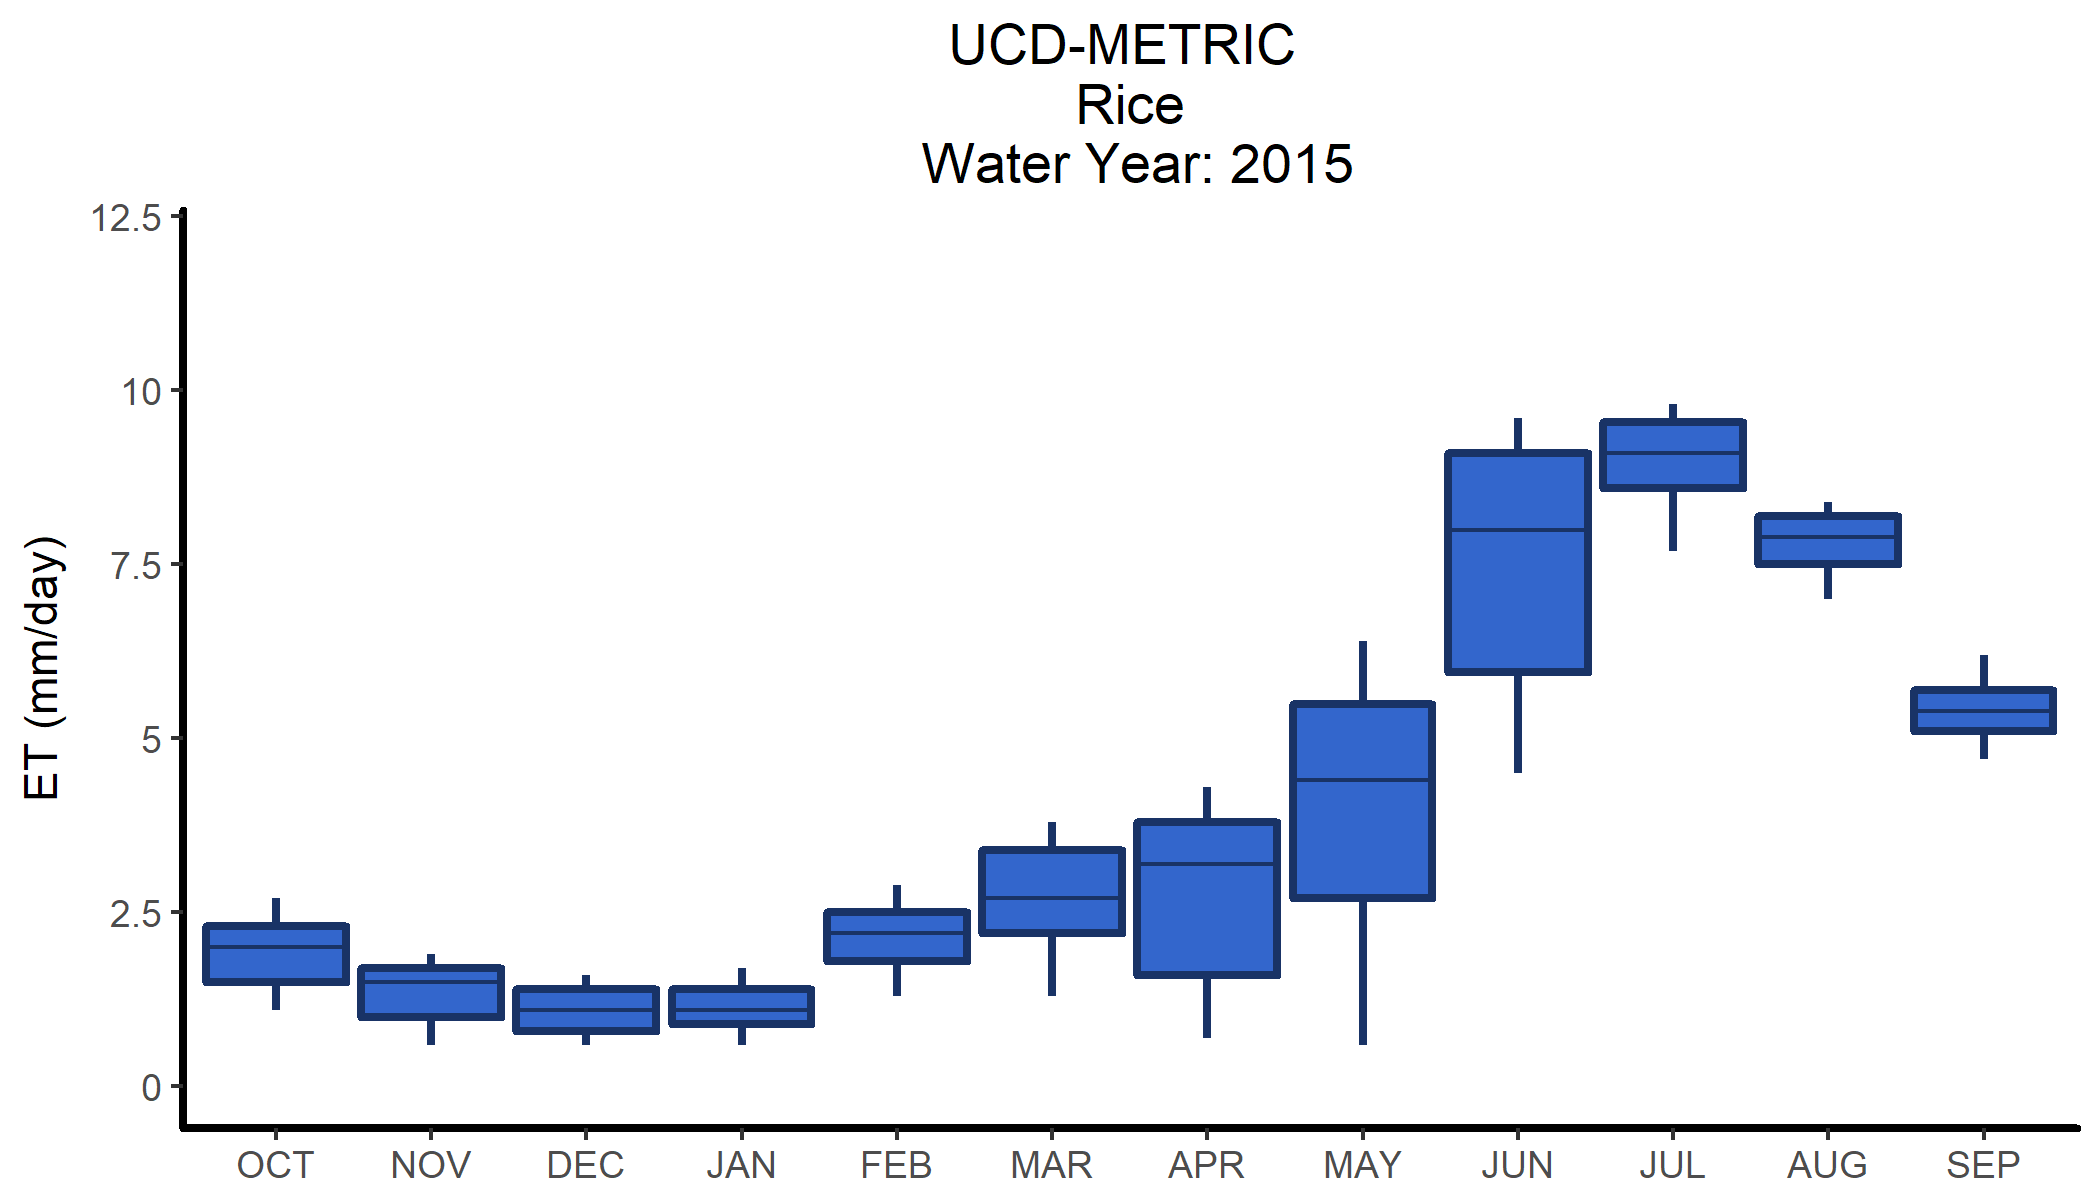 UCD-METRIC
Rice
Water Year: 2015
ET (mm/day)
12.5
10
7.5
5
2.5
0
OCT NOV DEC JAN FEB MAR APR MAY JUN JUL AUG SEP